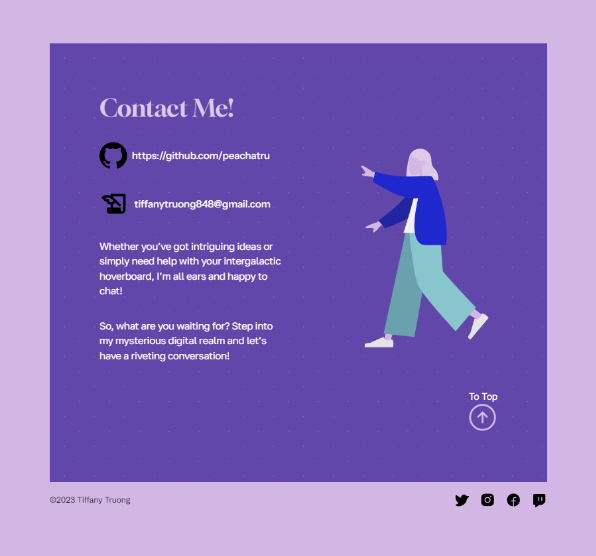 Contact Me!
https://github.com/peachatru
tiffanytruong848@gmail.com
Whether you've got intriguing ideas or
simply need help with your intergalactic
hoverboard, I'm all ears and happy to
chat!
So, what are you waiting for? Step into
my mysterious digital realm and let's
have a riveting conversation!
To Top
©2023 Tiffany Truong